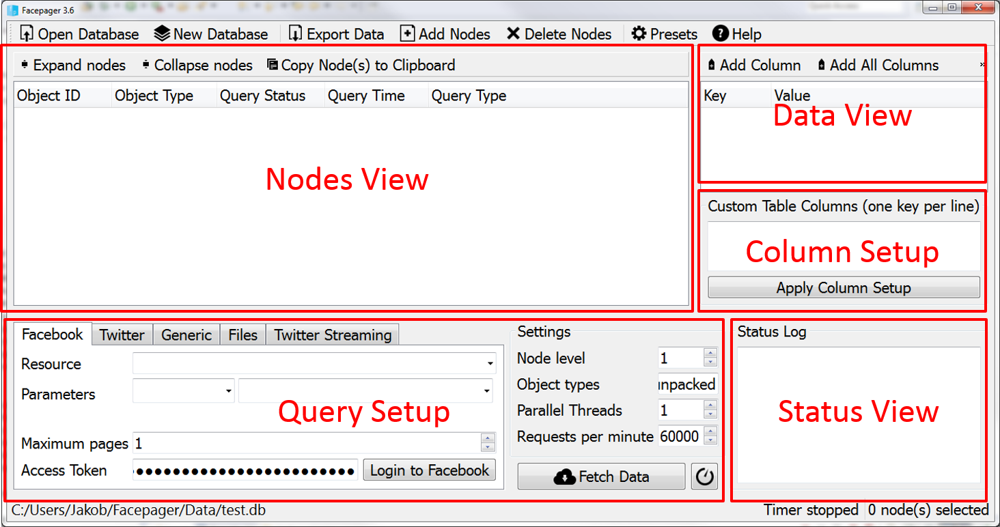 Facepager 3.6
Open Database New Database Export Data Add Nodes Delete Nodes Presets Help
Expand nodes Collapse nodes Copy Node(s) to Clipboard
Object ID Object Type Query Status Query Time Query Type
Nodes View
Add Column Add All Columns »
Key Value
Data View
Custom Table Columns (one key per line)
Column Setup
Apply Column Setup
Facebook Twitter Generic Files Twitter Streaming
Resource
Parameters
Query Setup
Maximum pages 1
Access Token ●●●●●●●●●●●●●●●●●●●●●●●●● Login to Facebook
Settings
Node level 1
Object types unpacked
Parallel Threads 1
Requests per minute 60000
Fetch Data
Status Log
Status View
C:/Users/Jakob/Facepager/Data/test.db Timer stopped 0 node(s) selected